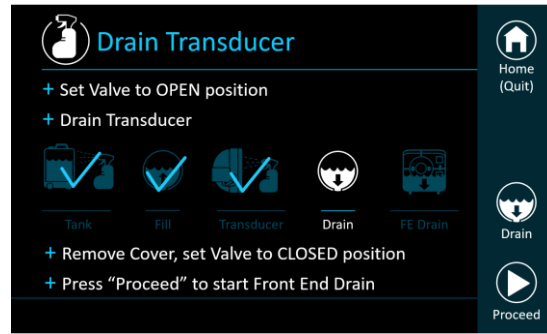 Drain Transducer
Home
(Quit)
+ Set Valve to OPEN position
+ Drain Transducer
Tank
Fill
Transducer
Drain
FE Drain
Drain
+ Remove Cover, set Valve to CLOSED position
+ Press “Proceed” to start Front End Drain
Proceed